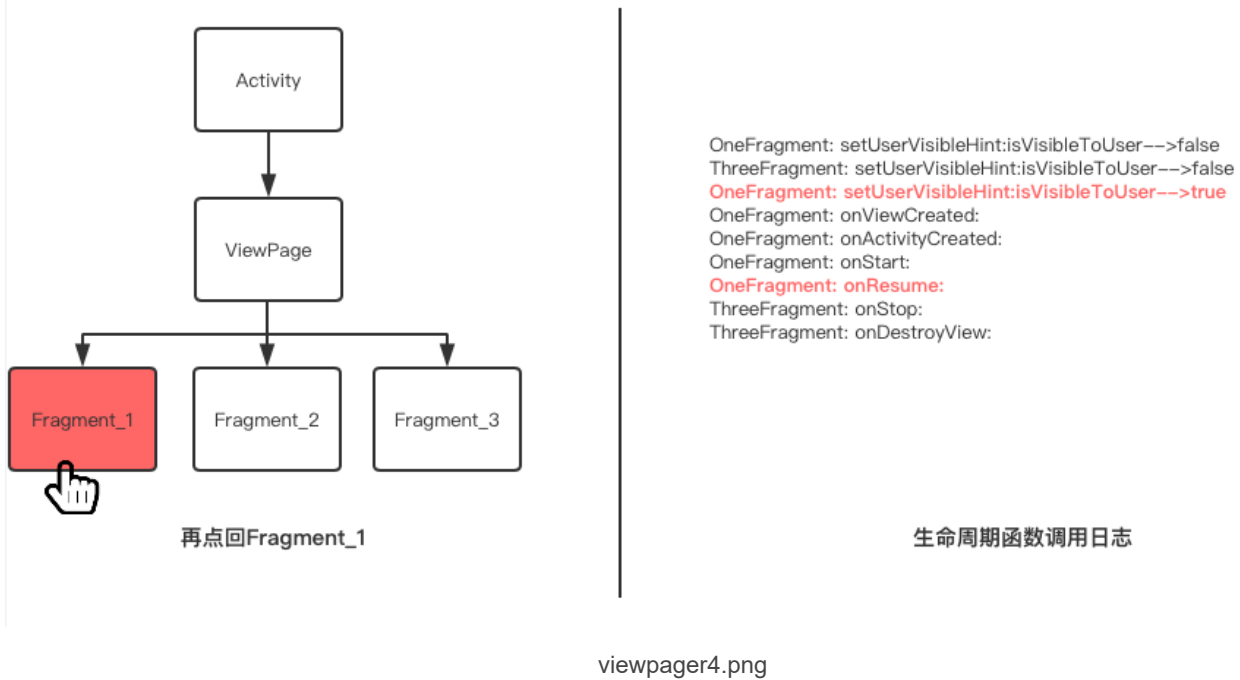 Activity
ViewPage
Fragment_1
Fragment_2
Fragment_3
再点回Fragment_1
OneFragment: setUserVisibleHint:isVisibleToUser-->false
ThreeFragment: setUserVisibleHint:isVisibleToUser-->false
OneFragment: setUserVisibleHint:isVisibleToUser-->true
OneFragment: onViewCreated:
OneFragment: onActivityCreated:
OneFragment: onStart:
OneFragment: onResume:
ThreeFragment: onStop:
ThreeFragment: onDestroyView:
生命周期函数调用日志
viewpager4.png